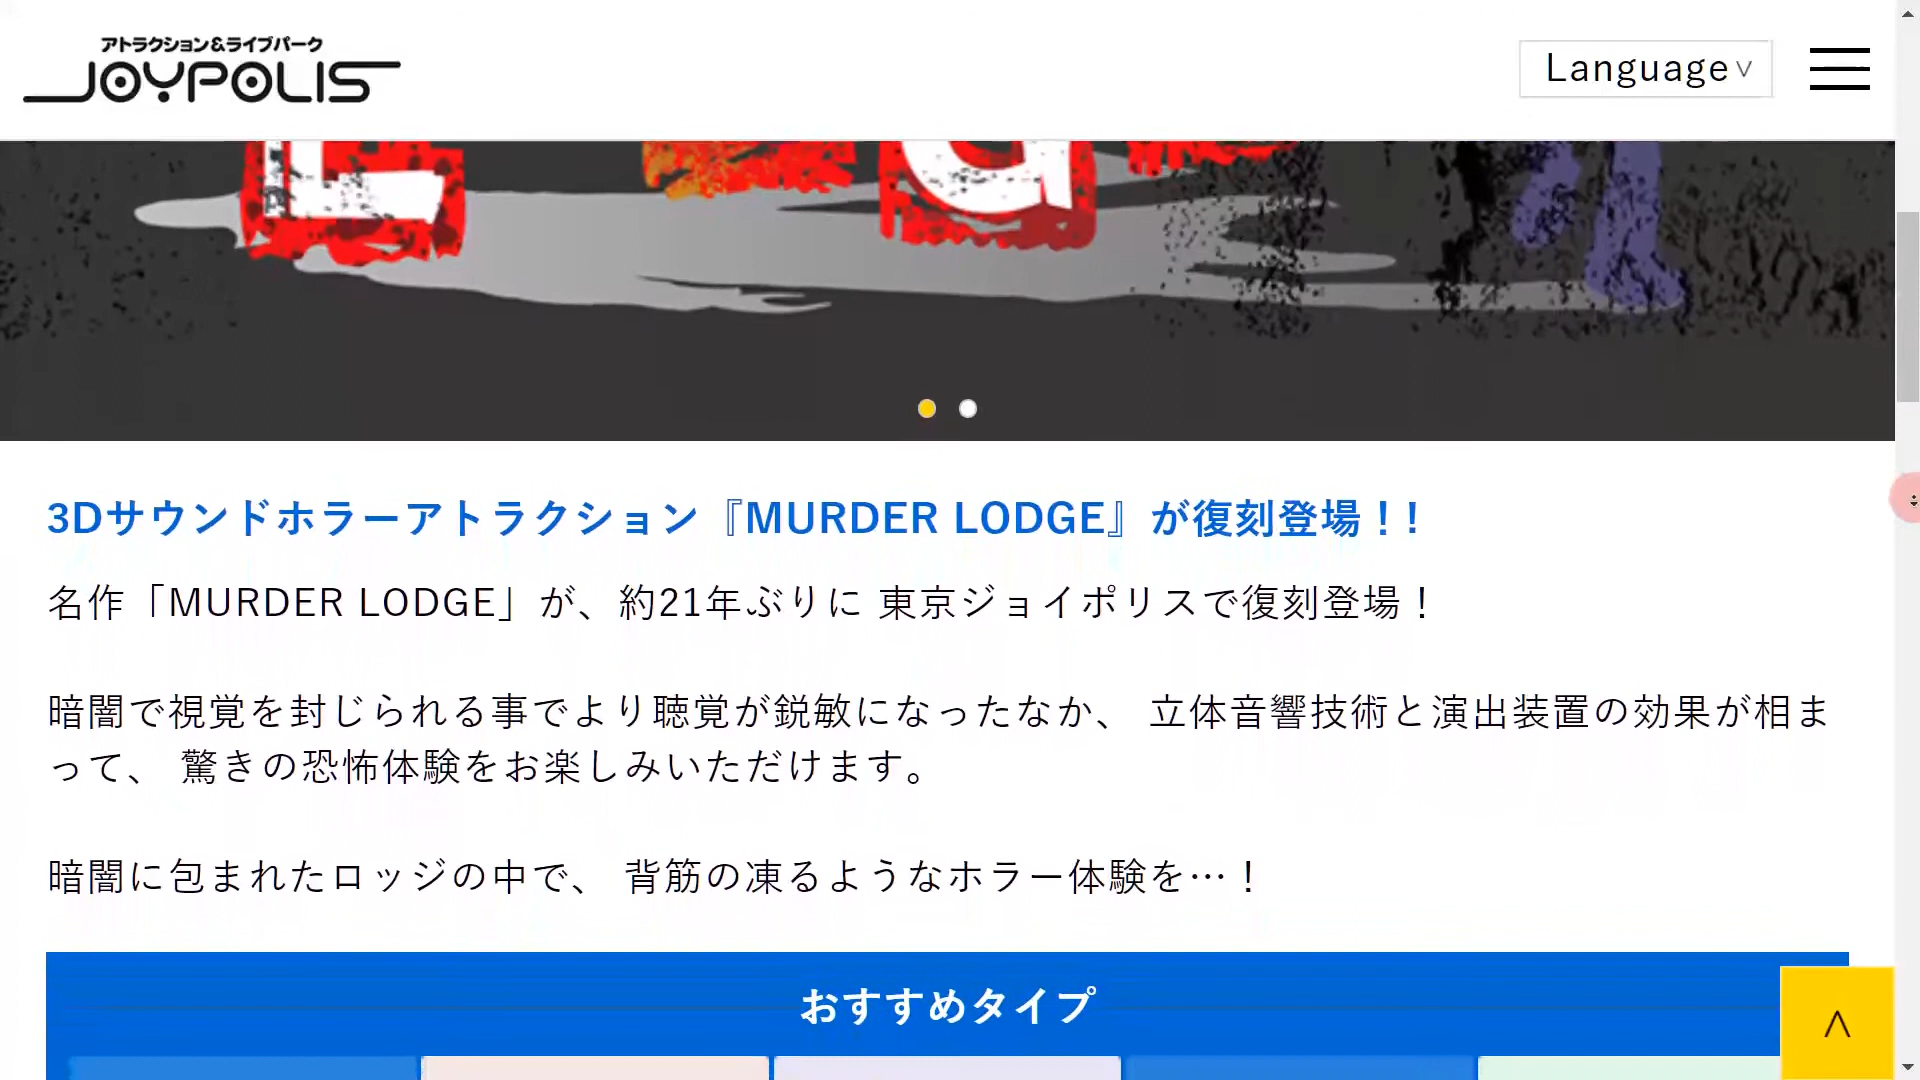 アトラクション&ライブパーク
JOYPOLIS
Language
3Dサウンドホラーアトラクション『MURDER LODGE』が復刻登場！!
名作「MURDER LODGE」が、約21年ぶりに 東京ジョイポリスで復刻登場！
暗闇で視覚を封じられる事でより聴覚が鋭敏になったなか、 立体音響技術と演出装置の効果が相ま
って、 驚きの恐怖体験をお楽しみいただけます。
暗闇に包まれたロッジの中で、 背筋の凍るようなホラー体験を…！
おすすめタイプ